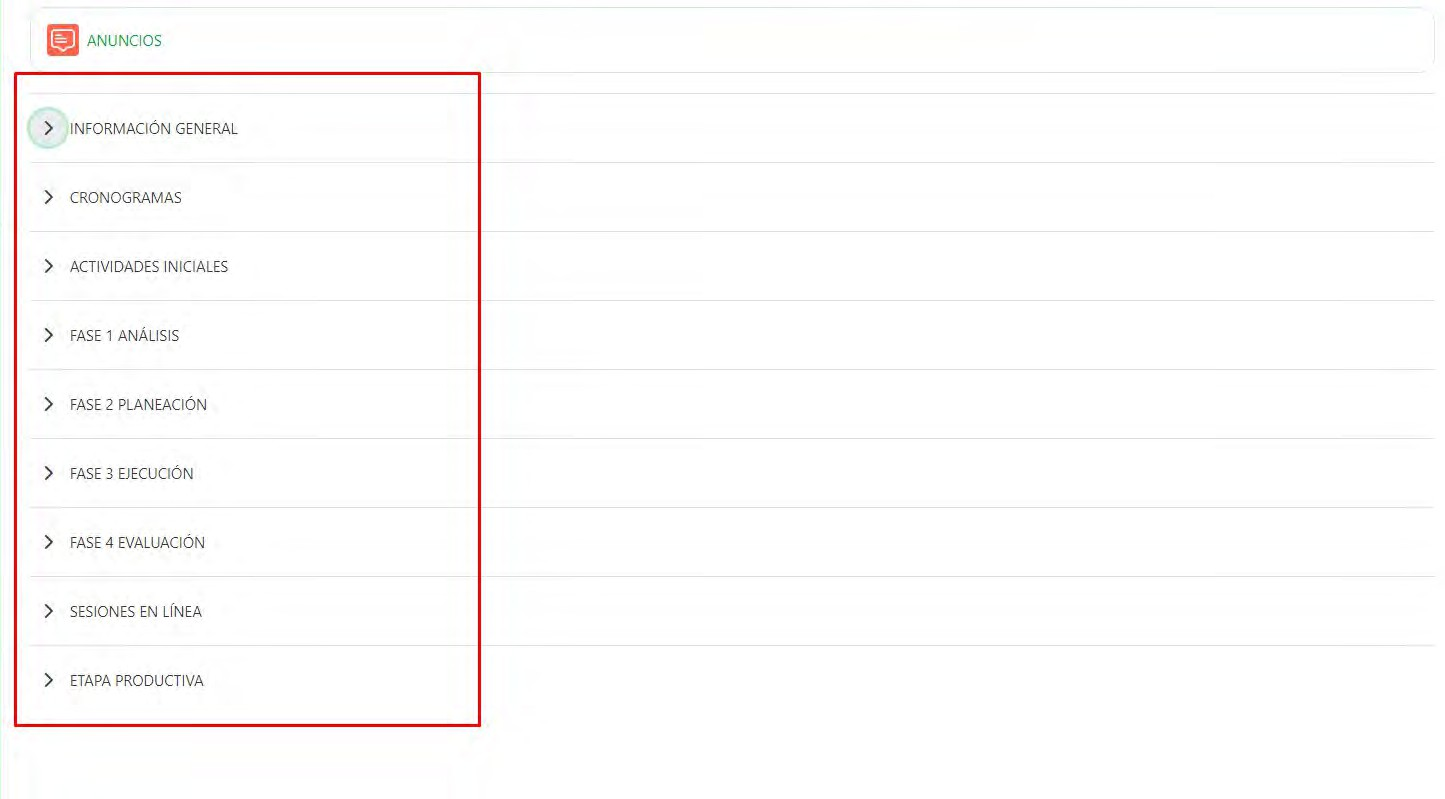 ANUNCIOS
INFORMACIÓN GENERAL
CRONOGRAMAS
ACTIVIDADES INICIALES
FASE 1 ANÁLISIS
FASE 2 PLANEACIÓN
FASE 3 EJECUCIÓN
FASE 4 EVALUACIÓN
SESIONES EN LÍNEA
ETAPA PRODUCTIVA